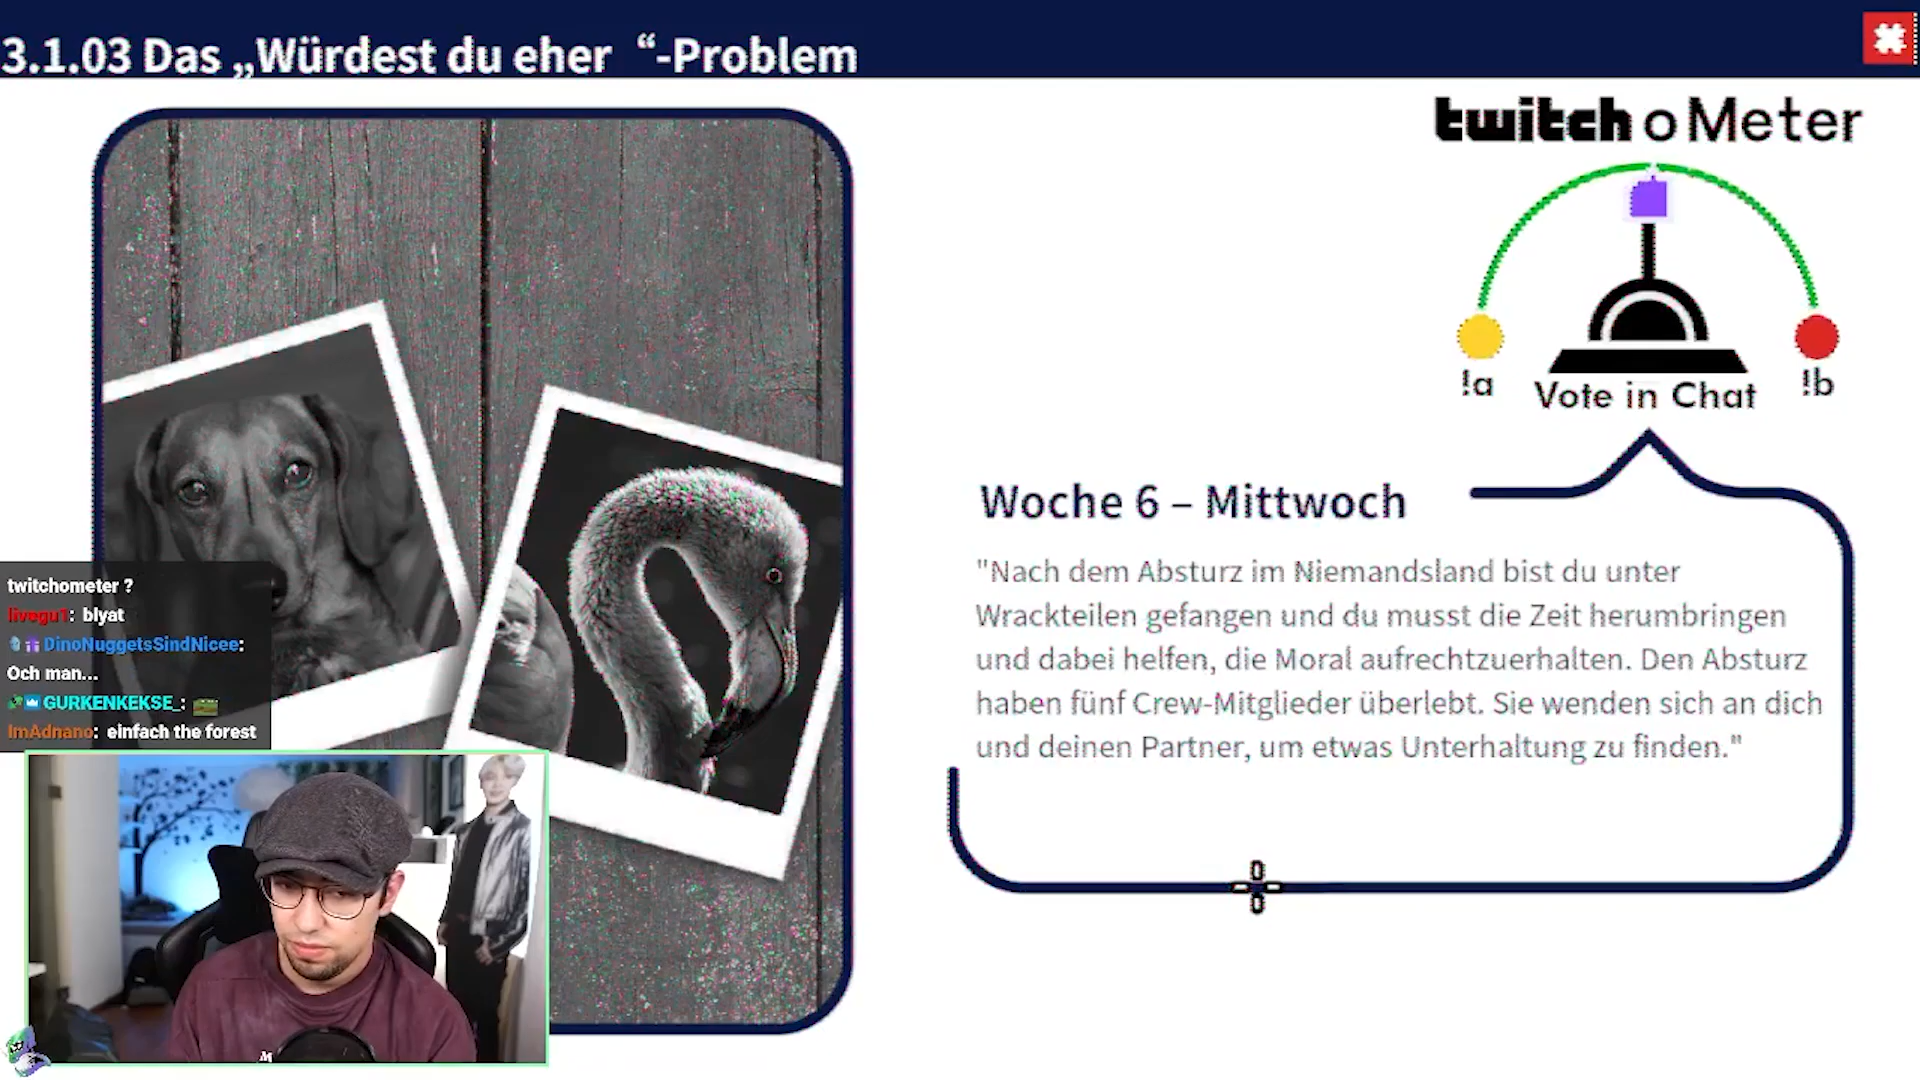 3.1.03 Das „Würdest du eher “-Problem
twitch o Meter
!a
Vote in Chat
!b
Woche 6 – Mittwoch
"Nach dem Absturz im Niemandsland bist du unter
Wrackteilen gefangen und du musst die Zeit herumbringen
und dabei helfen, die Moral aufrechtzuerhalten. Den Absturz
haben fünf Crew-Mitglieder überlebt. Sie wenden sich an dich
und deinen Partner, um etwas Unterhaltung zu finden."
twitchometer ?
livegu1: blyat
DinoNuggetsSindNicee:
Och man...
GURKENKEKSE_:
ImAdnano: einfach the forest